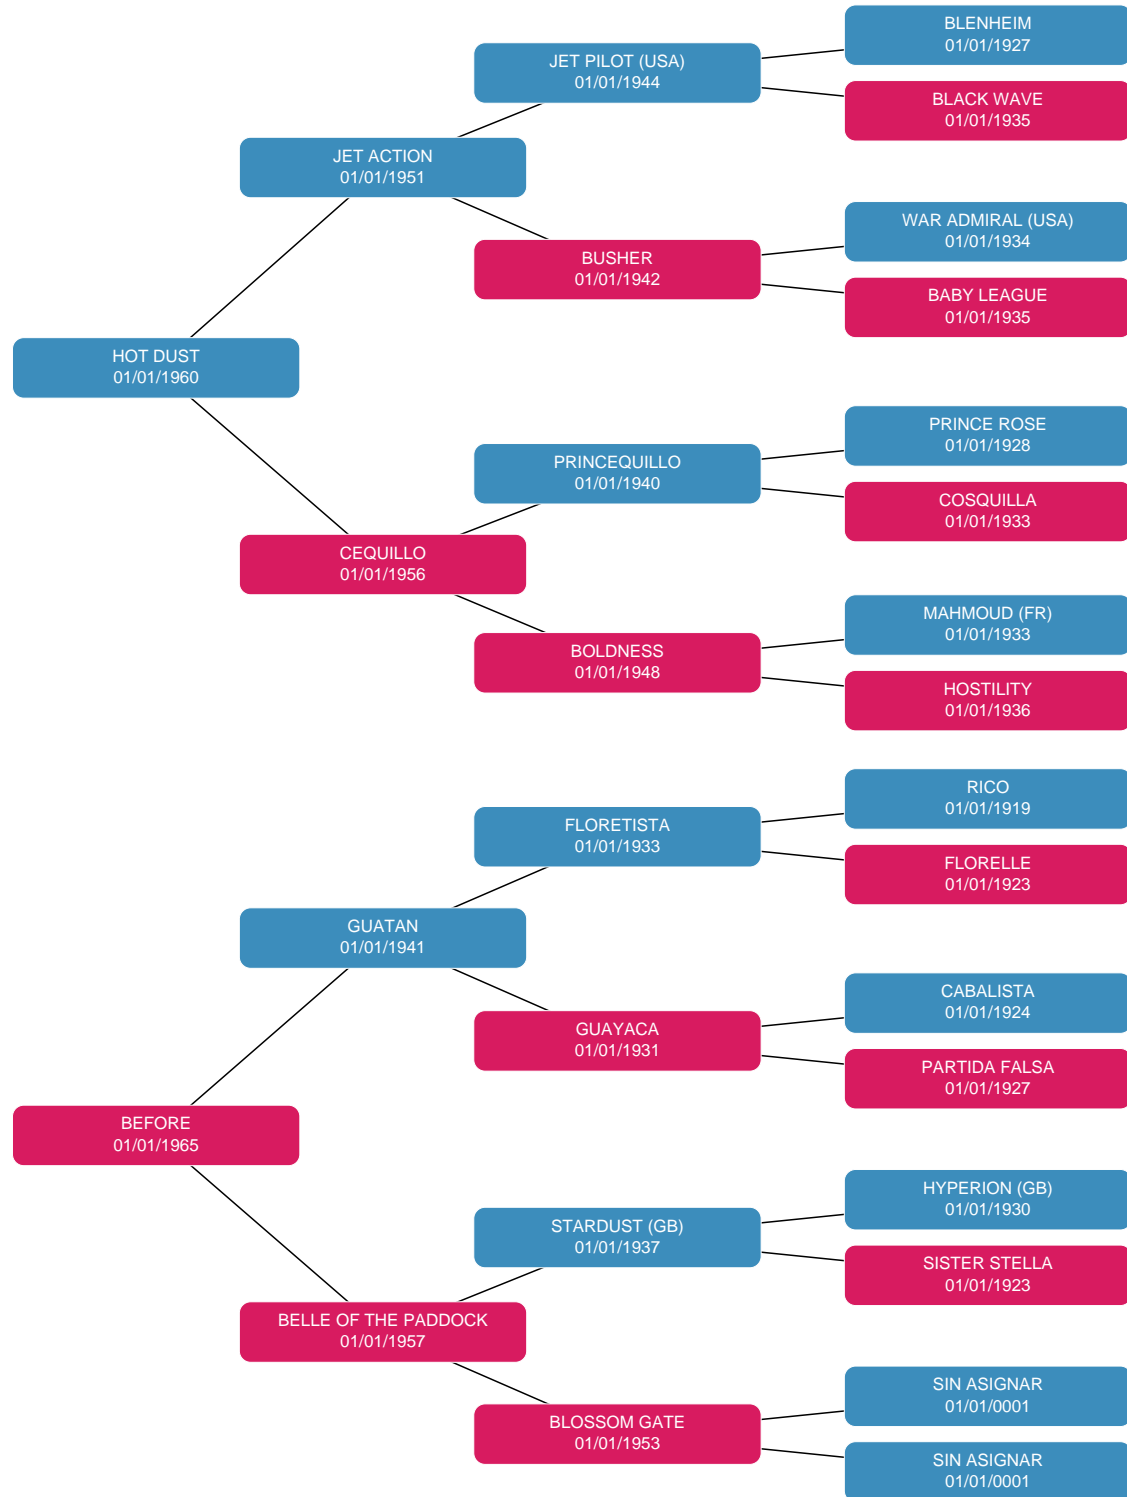 BLENHEIM
01/01/1927
JET PILOT (USA)
01/01/1944
BLACK WAVE
01/01/1935
JET ACTION
01/01/1951
WAR ADMIRAL (USA)
01/01/1934
BUSHER
01/01/1942
BABY LEAGUE
01/01/1935
HOT DUST
01/01/1960
PRINCE ROSE
01/01/1928
PRINCEQUILLO
01/01/1940
COSQUILLA
01/01/1933
CEQUILLO
01/01/1956
MAHMOUD (FR)
01/01/1933
BOLDNESS
01/01/1948
HOSTILITY
01/01/1936
RICO
01/01/1919
FLORETISTA
01/01/1933
FLORELLE
01/01/1923
GUATAN
01/01/1941
CABALISTA
01/01/1924
GUAYACA
01/01/1931
PARTIDA FALSA
01/01/1927
BEFORE
01/01/1965
HYPERION (GB)
01/01/1930
STARDUST (GB)
01/01/1937
SISTER STELLA
01/01/1923
BELLE OF THE PADDOCK
01/01/1957
SIN ASIGNAR
01/01/0001
BLOSSOM GATE
01/01/1953
SIN ASIGNAR
01/01/0001